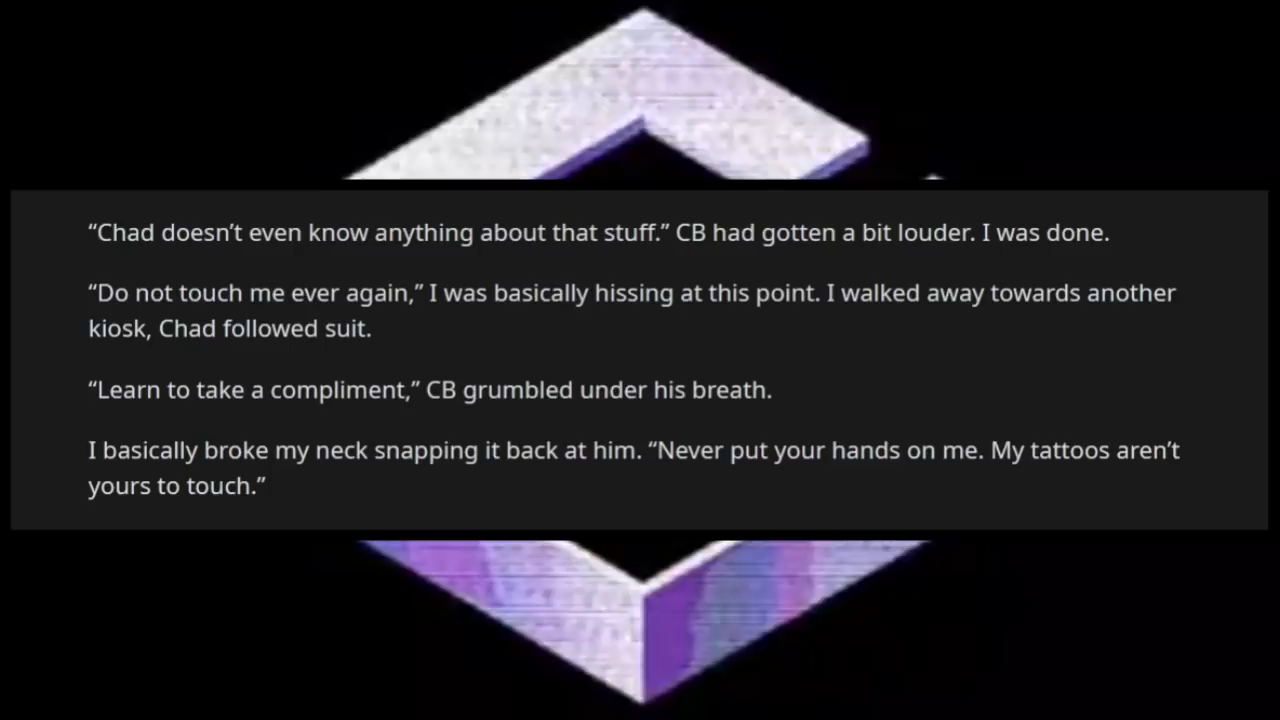 “Chad doesn’t even know anything about that stuff.” CB had gotten a bit louder. I was done.
“Do not touch me ever again,” I was basically hissing at this point. I walked away towards another
kiosk, Chad followed suit.
“Learn to take a compliment,” CB grumbled under his breath.
I basically broke my neck snapping it back at him. “Never put your hands on me. My tattoos aren’t
yours to touch.”